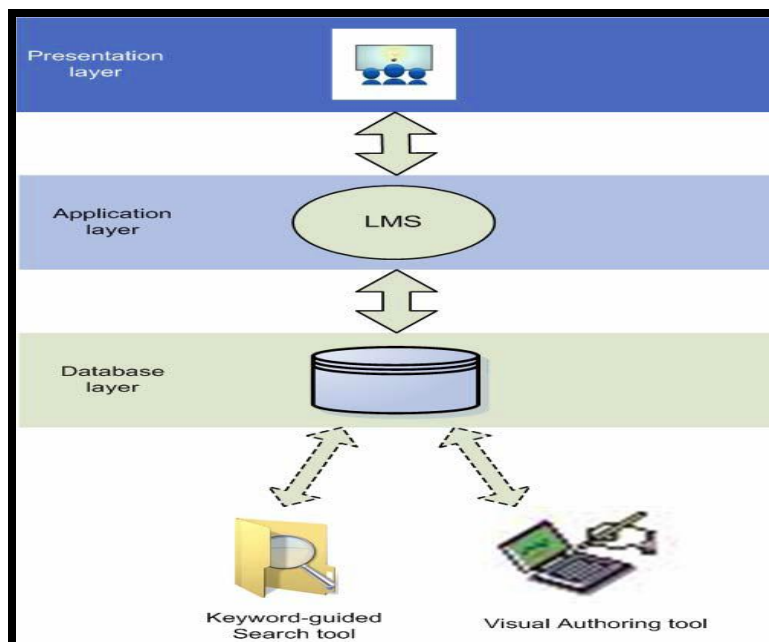 Presentation
layer
Application
layer
LMS
Database
layer
Keyword-guided
Search tool
Visual Authoring tool